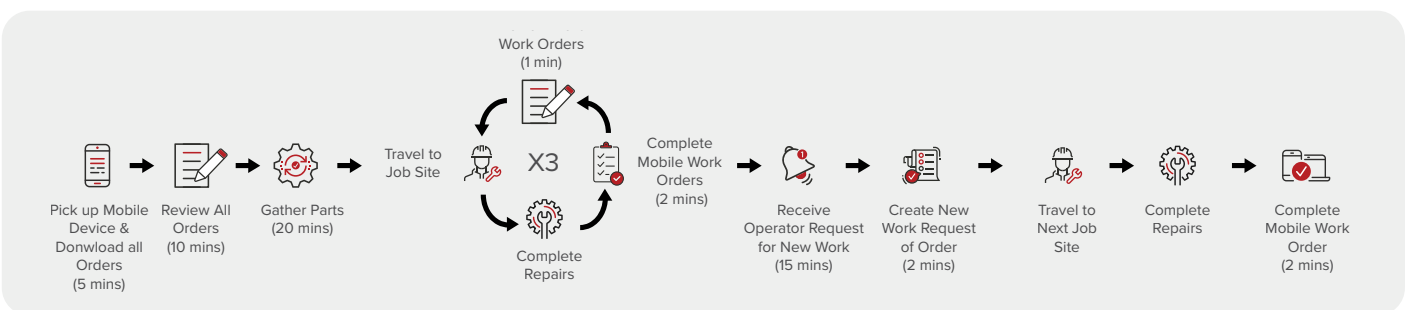 Work Orders
(1 min)
X3
Pick up Mobile
Device &
Donwload all
Orders
(5 mins)
Review All
Orders
(10 mins)
Gather Parts
(20 mins)
Travel to
Job Site
Complete
Repairs
Complete
Mobile Work
Orders
(2 mins)
1
Receive
Operator Request
for New Work
(15 mins)
Create New
Work Request
of Order
(2 mins)
Travel to
Next Job
Site
Complete
Repairs
Complete
Mobile Work
Order
(2 mins)